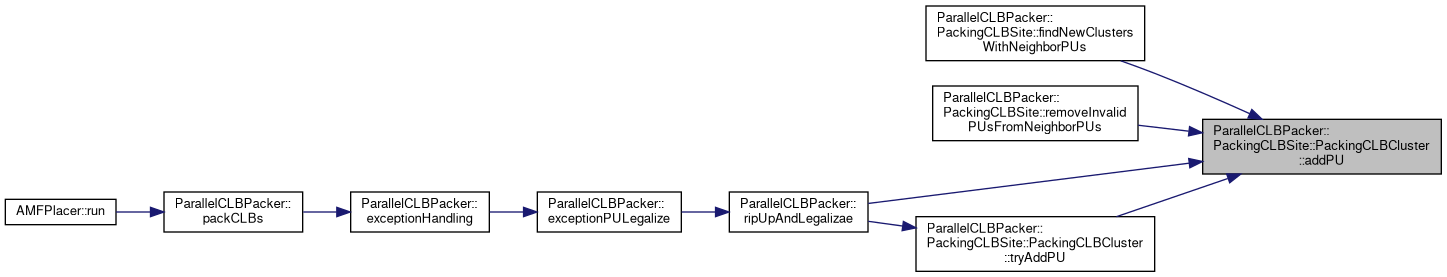 ParallelCLBPacker::
PackingCLBSite::findNewClusters
WithNeighborPUs
ParallelCLBPacker::
PackingCLBSite::removeInvalid
PUsFromNeighborPUs
ParallelCLBPacker::
PackingCLBSite::PackingCLBCluster
::addPU
AMFPlacer::run
ParallelCLBPacker::
packCLBs
ParallelCLBPacker::
exceptionHandling
ParallelCLBPacker::
exceptionPULegalize
ParallelCLBPacker::
ripUpAndLegalizae
ParallelCLBPacker::
PackingCLBSite::PackingCLBCluster
::tryAddPU